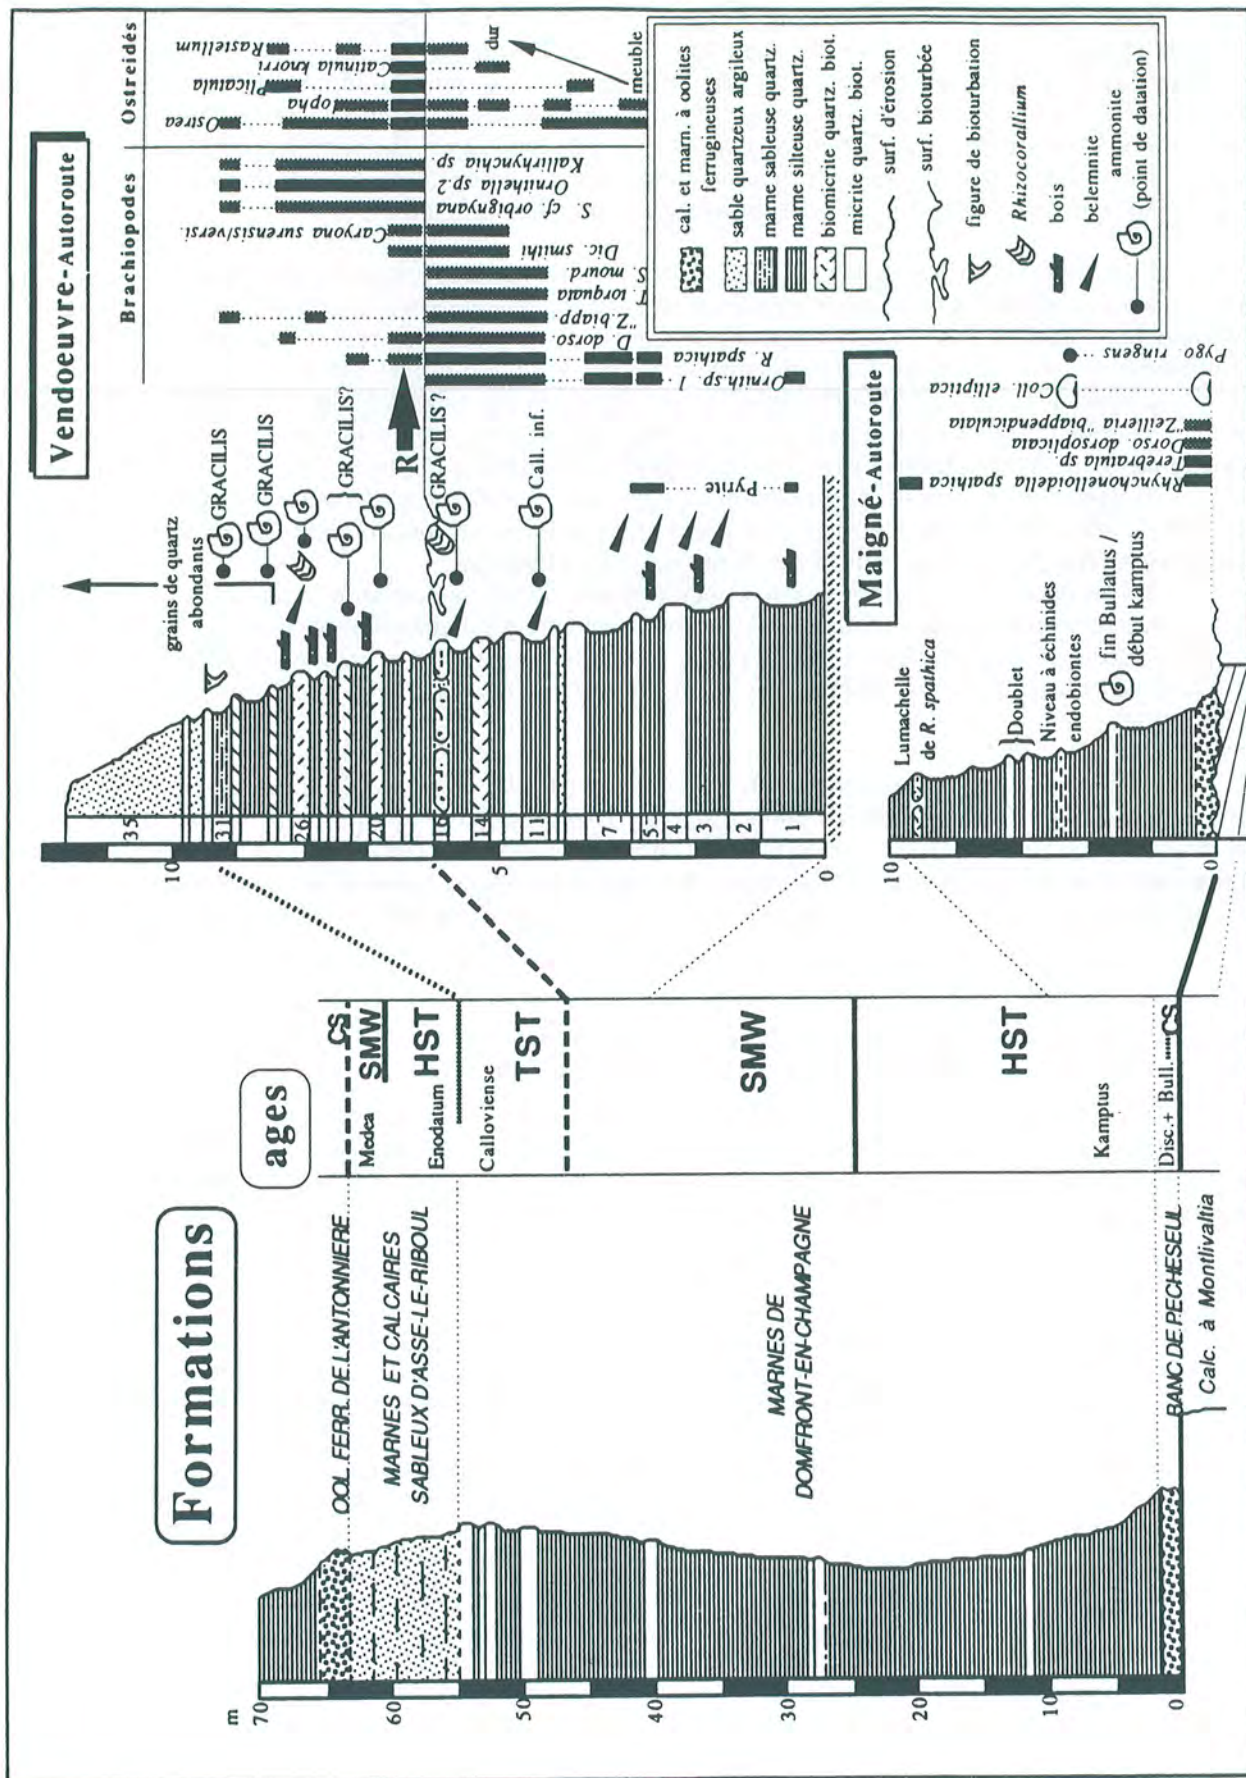 Formations
ages
m
70
60
50
40
30
20
10
0
OOL. FERR. DE L'ANTONNIERE
MARNES ET CALCAIRES
SABLEUX D'ASSE-LE-RIBOUL
MARNES DE
DOMFRONT-EN-CHAMPAGNE
BANC DE PECHESEUL
Calc. à Montlivaltia
Medea
Enodatum
Calloviense
Kamptus
Disc.+ Bull.
CS
SMW
HST
TST
SMW
HST
CS
Vendoeuvre-Autoroute
10
5
0
35
31
26
20
16
14
11
7
5
4
3
2
1
grains de quartz
abondants
GRACILIS
GRACILIS
GRACILIS?
R
GRACILIS ?
Call. inf.
Pyrite
Brachiopodes
Ostreidés
Ornith.sp. 1
R. spathica
D. dorso.
"Z.biapp.
T. torquata
S. mourd.
Dic. smithi
Caryona surensis/versi.
S. cf. orbignyana
Ornithella sp.2
Kallirhynchia sp.
Ostrea
lopha
Plicatula
Catinula knorri
Rastellum
dur
meuble
Maigné-Autoroute
10
0
Lumachelle
de R. spathica
Doublet
Niveau à échinides
endobiontes
fin Bullatus /
début kamptus
Rhynchonelloidella spathica
Terebratula sp.
Dorso. dorsoplicata
"Zeilleria "biappendiculata
Coll. elliptica
Pygo ringens
cal. et marn. à oolites
ferrugineuses
sable quartzeux argileux
marne sableuse quartz.
marne silteuse quartz.
biomicrite quartz. biot.
micrite quartz. biot.
surf. d'érosion
surf. bioturbée
figure de bioturbation
Rhizocorallium
bois
belemnite
ammonite
(point de datation)